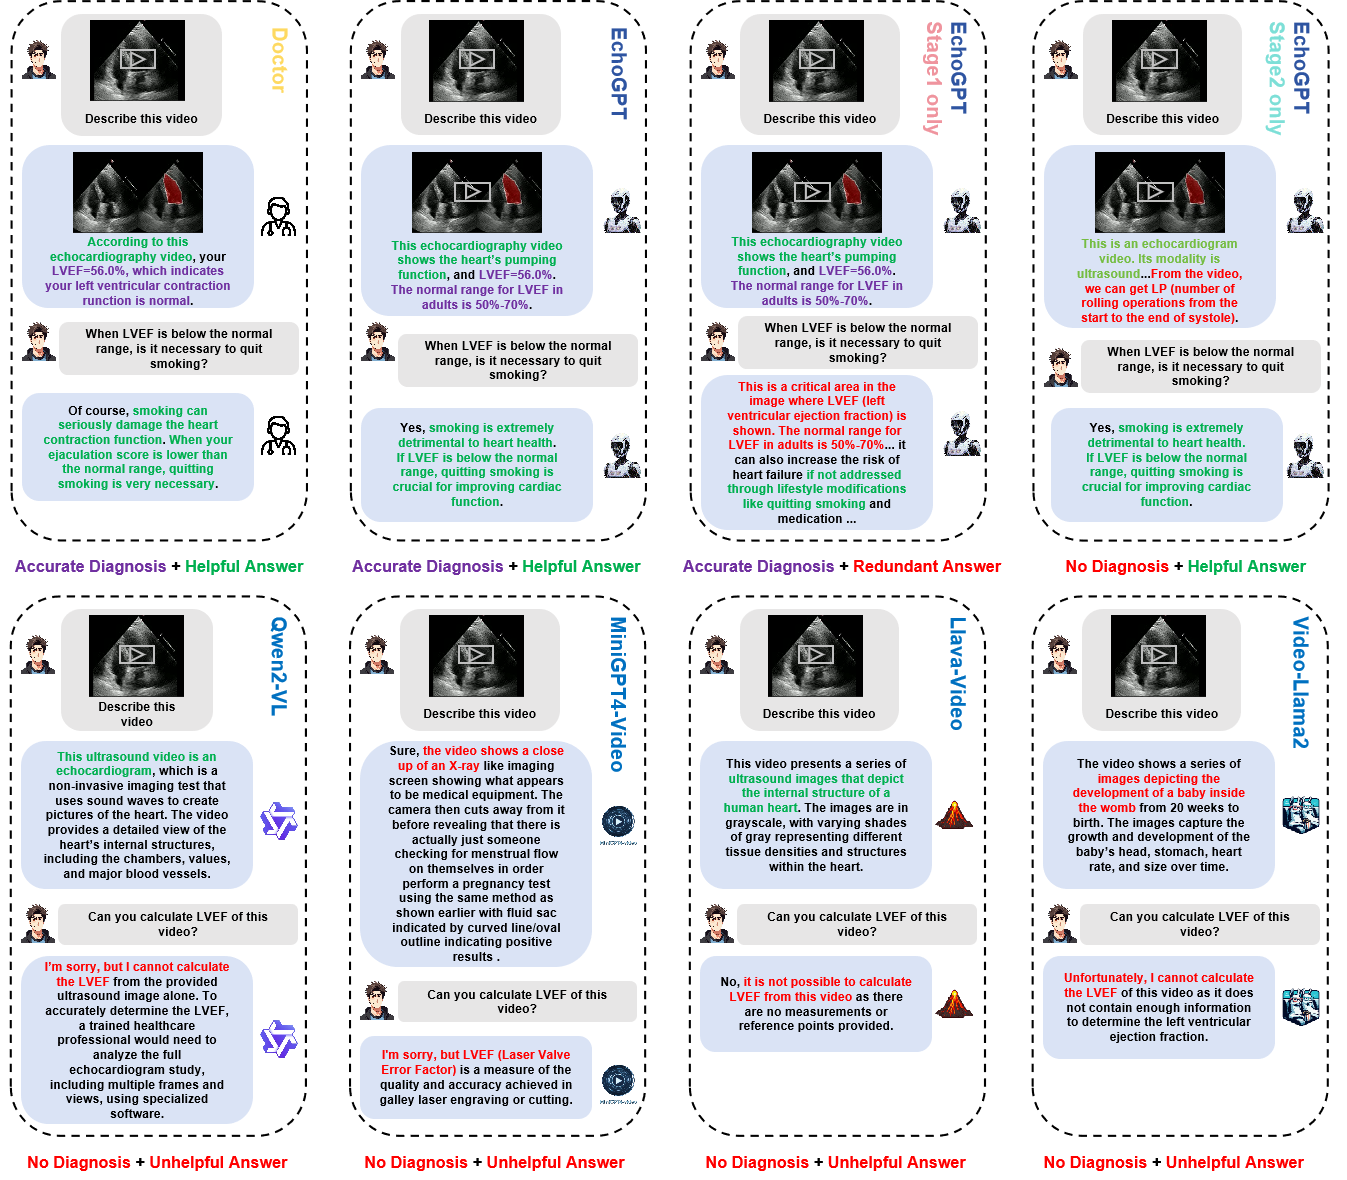 Doctor
Describe this video
According to this
echocardiography video, your
LVEF=56.0%, which indicates
your left ventricular contraction
runction is normal.
When LVEF is below the normal
range, is it necessary to quit
smoking?
Of course, smoking can
seriously damage the heart
contraction function. When your
ejaculation score is lower than
the normal range, quitting
smoking is very necessary.
Accurate Diagnosis + Helpful Answer
EchoGPT
Describe this video
This echocardiography video
shows the heart's pumping
function, and LVEF=56.0%.
The normal range for LVEF in
adults is 50%-70%.
When LVEF is below the normal
range, is it necessary to quit
smoking?
Yes, smoking is extremely
detrimental to heart health.
If LVEF is below the normal
range, quitting smoking is
crucial for improving cardiac
function.
Accurate Diagnosis + Helpful Answer
EchoGPT
Stage1 only
Describe this video
This echocardiography video
shows the heart's pumping
function, and LVEF=56.0%.
The normal range for LVEF in
adults is 50%-70%.
When LVEF is below the normal
range, is it necessary to quit
smoking?
This is a critical area in the
image where LVEF (left
ventricular ejection fraction) is
shown. The normal range for
LVEF in adults is 50%-70%... it
can also increase the risk of
heart failure if not addressed
through lifestyle modifications
like quitting smoking and
medication ...
Accurate Diagnosis + Redundant Answer
EchoGPT
Stage2 only
Describe this video
This is an echocardiogram
video. Its modality is
ultrasound...From the video,
we can get LP (number of
rolling operations from the
start to the end of systole).
When LVEF is below the normal
range, is it necessary to quit
smoking?
Yes, smoking is extremely
detrimental to heart health.
If LVEF is below the normal
range, quitting smoking is
crucial for improving cardiac
function.
No Diagnosis + Helpful Answer
Qwen2-VL
Describe this
video
This ultrasound video is an
echocardiogram, which is a
non-invasive imaging test that
uses sound waves to create
pictures of the heart. The video
provides a detailed view of the
heart's internal structures,
including the chambers, values,
and major blood vessels.
Can you calculate LVEF of this
video?
I'm sorry, but I cannot calculate
the LVEF from the provided
ultrasound image alone. To
accurately determine the LVEF,
a trained healthcare
professional would need to
analyze the full
echocardiogram study,
including multiple frames and
views, using specialized
software.
No Diagnosis + Unhelpful Answer
MiniGPT4-Video
Describe this video
Sure, the video shows a close
up of an X-ray like imaging
screen showing what appears
to be medical equipment. The
camera then cuts away from it
before revealing that there is
actually just someone
checking for menstrual flow
on themselves in order
perform a pregnancy test
using the same method as
shown earlier with fluid sac
indicated by curved line/oval
outline indicating positive
results .
Can you calculate LVEF of this
video?
I'm sorry, but LVEF (Laser Valve
Error Factor) is a measure of the
quality and accuracy achieved in
galley laser engraving or cutting.
No Diagnosis + Unhelpful Answer
Llava-Video
Describe this video
This video presents a series of
ultrasound images that depict
the internal structure of a
human heart. The images are in
grayscale, with varying shades
of gray representing different
tissue densities and structures
within the heart.
Can you calculate LVEF of this
video?
No, it is not possible to calculate
LVEF from this video as there
are no measurements or
reference points provided.
No Diagnosis + Unhelpful Answer
Video-Llama2
Describe this video
The video shows a series of
images depicting the
development of a baby inside
the womb from 20 weeks to
birth. The images capture the
growth and development of the
baby's head, stomach, heart
rate, and size over time.
Can you calculate LVEF of this
video?
Unfortunately, I cannot calculate
the LVEF of this video as it does
not contain enough information
to determine the left ventricular
ejection fraction.
No Diagnosis + Unhelpful Answer